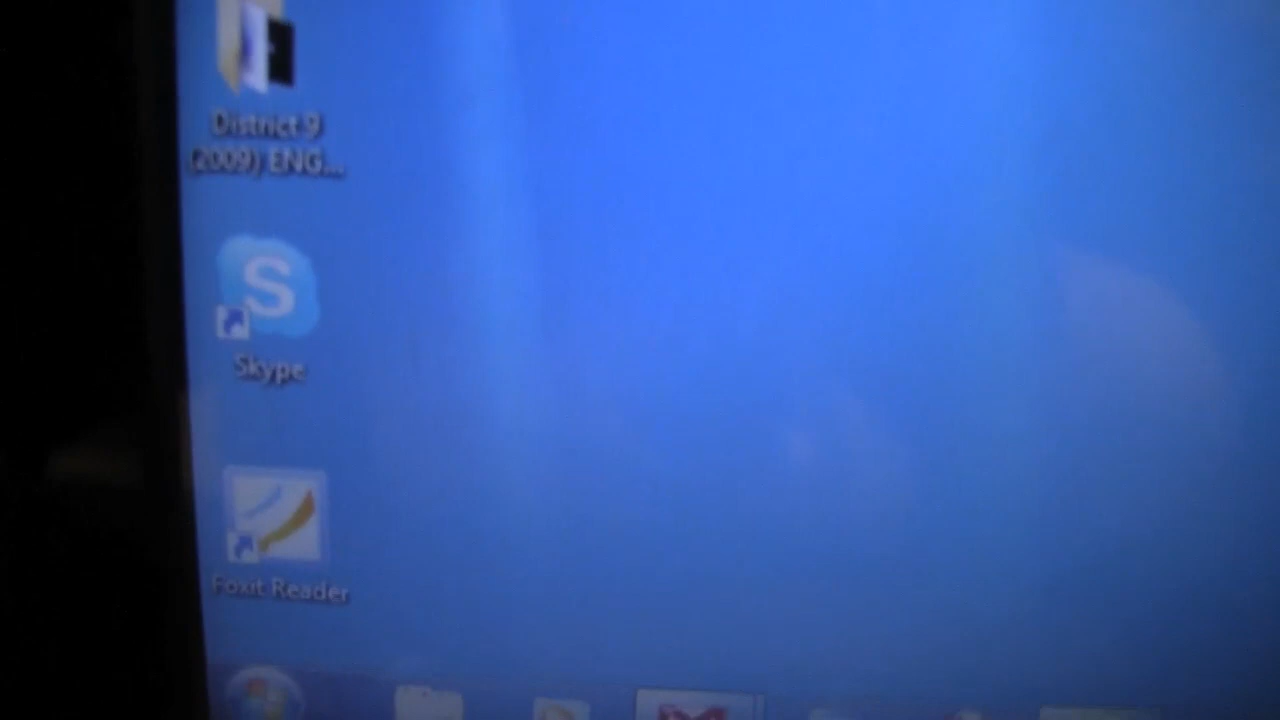 District 9
(2009) ENG...
S
Skype
Foxit Reader